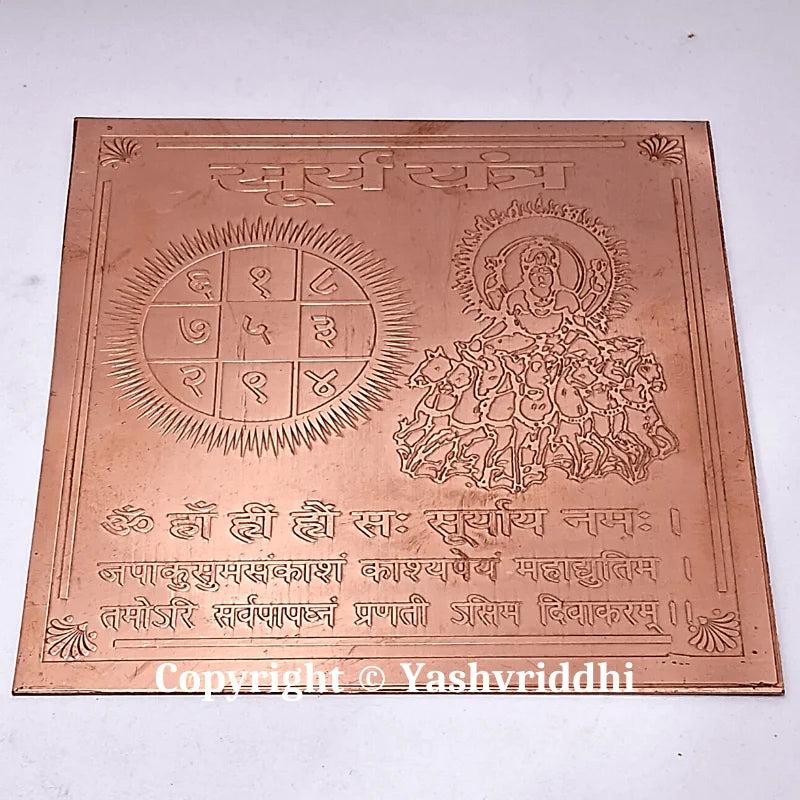 सूर्य यंत्र
६ १ ८
७ ५ ३
२ ९ ४
ॐ हाँ ह्रीं ह्रौं सः सूर्याय नमः ।
जपाकुसुमसंकाशं काश्यपेयं महाद्युतिम ।
तमोऽरि सर्वपापघ्नं प्रणतो ऽसिम दिवाकरम् ।।
Copyright © Yashvriddhi